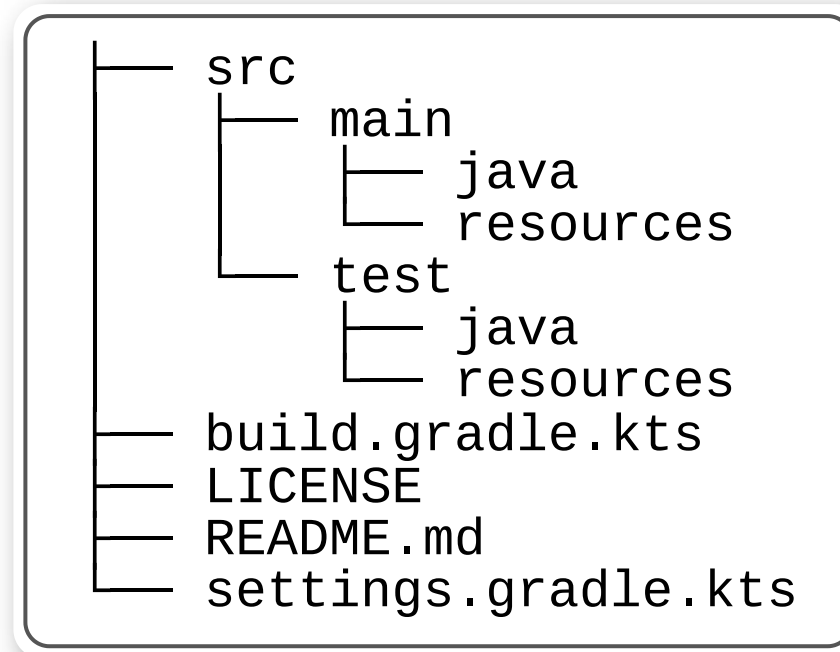 src
main
java
resources
test
java
resources
build.gradle.kts
LICENSE
README.md
settings.gradle.kts